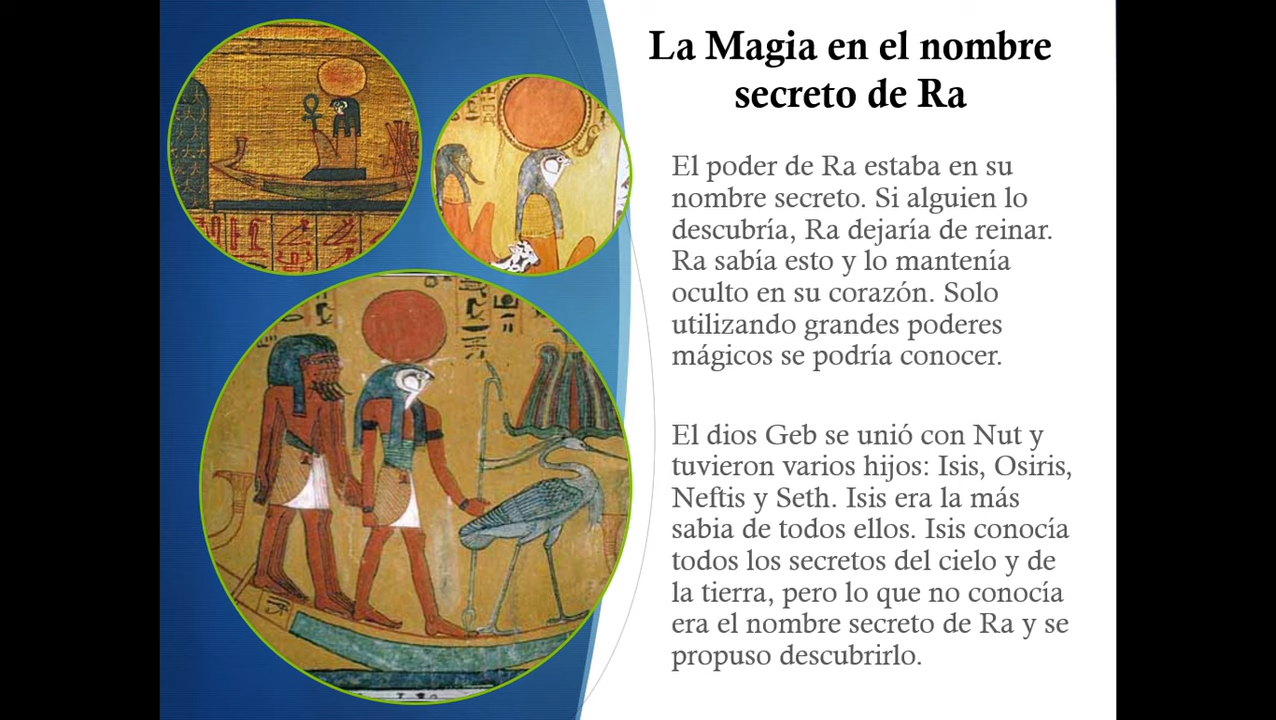 La Magia en el nombre
secreto de Ra
El poder de Ra estaba en su
nombre secreto. Si alguien lo
descubría, Ra dejaría de reinar.
Ra sabía esto y lo mantenía
oculto en su corazón. Solo
utilizando grandes poderes
mágicos se podría conocer.
El dios Geb se unió con Nut y
tuvieron varios hijos: Isis, Osiris,
Neftis y Seth. Isis era la más
sabia de todos ellos. Isis conocía
todos los secretos del cielo y de
la tierra, pero lo que no conocía
era el nombre secreto de Ra y se
propuso descubrirlo.